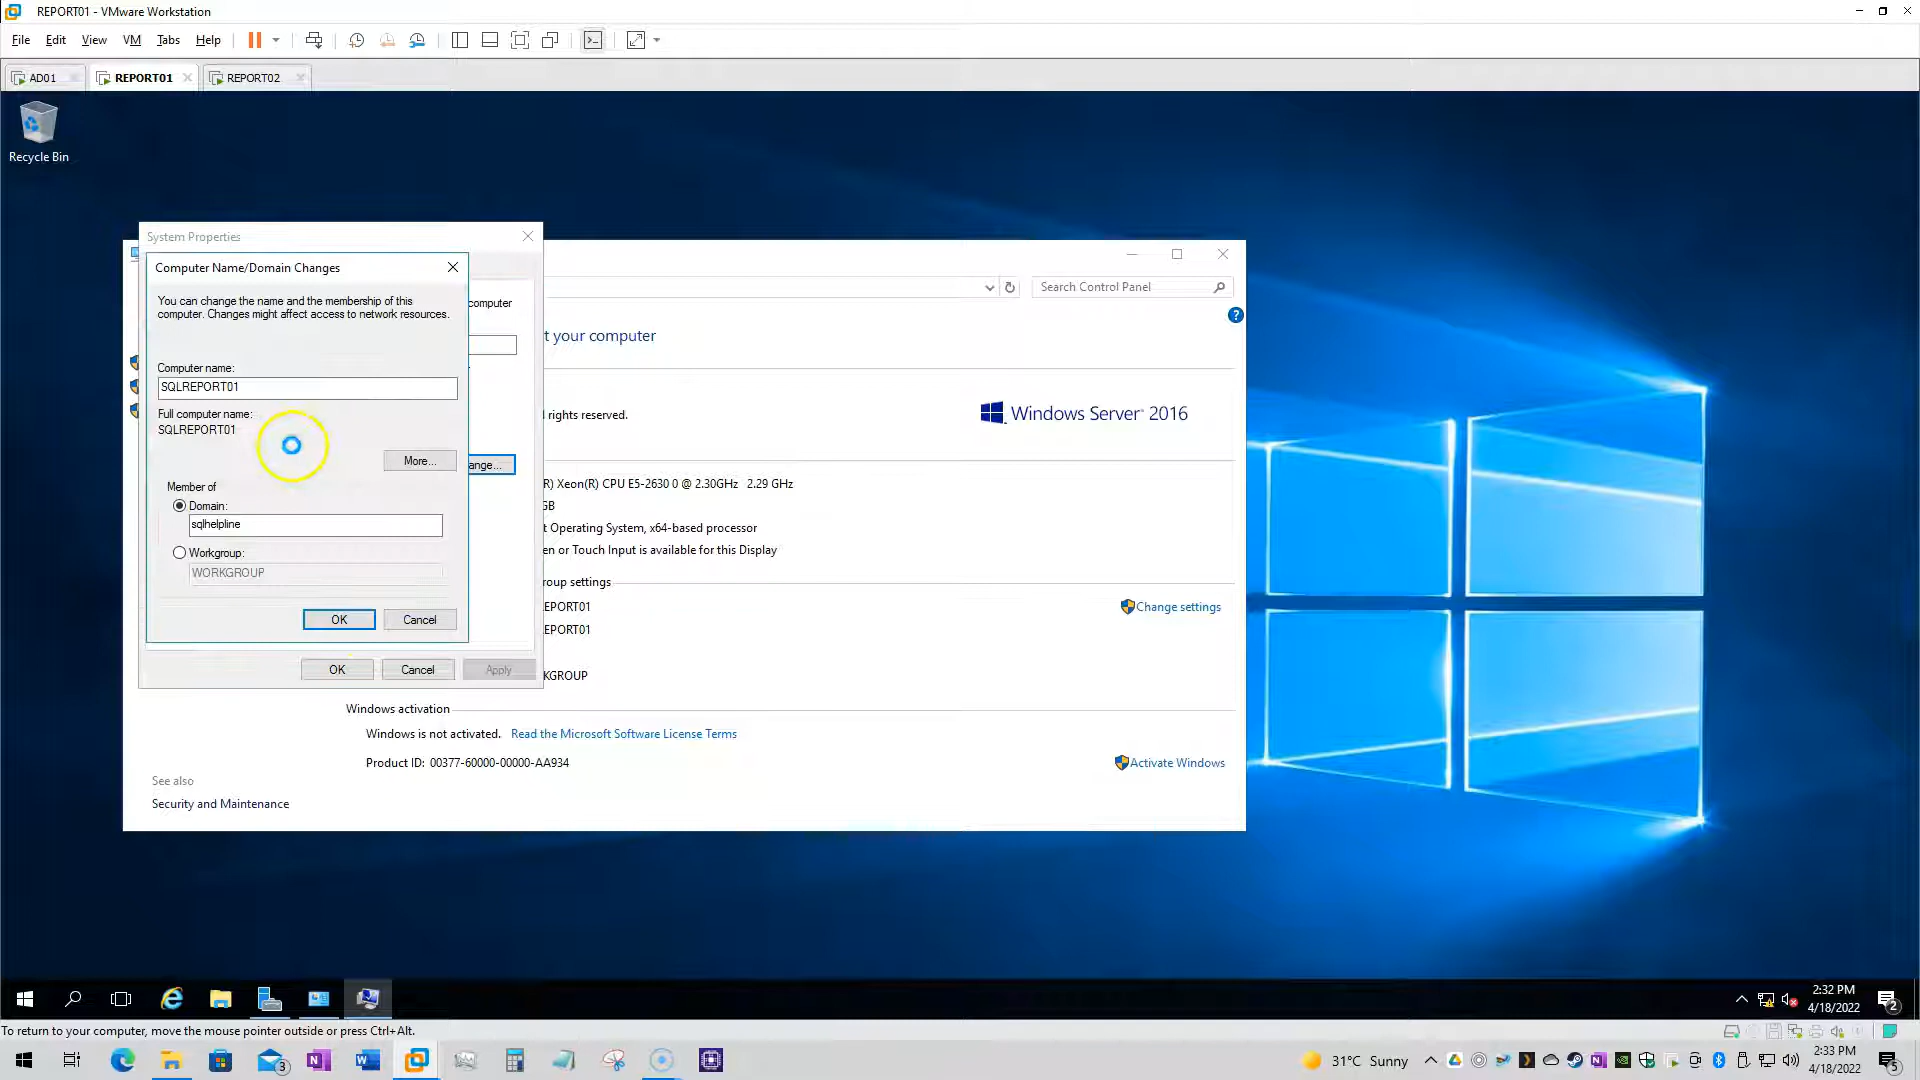 REPORT01 - VMware Workstation
File Edit View VM Tabs Help
AD01 REPORT01 REPORT02
Recycle Bin
System Properties
Computer Name/Domain Changes
You can change the name and the membership of this
computer. Changes might affect access to network resources.
computer
Search Control Panel
t your computer
Computer name:
SQLREPORT01
Full computer name:
SQLREPORT01
More...
ange...
Member of
Domain:
sqlhelpline
Workgroup:
WORKGROUP
OK Cancel
OK Cancel Apply
l rights reserved.
Windows Server 2016
R) Xeon(R) CPU E5-2630 0 @ 2.30GHz 2.29 GHz
GB
t Operating System, x64-based processor
en or Touch Input is available for this Display
roup settings
EPORT01
Change settings
EPORT01
KGROUP
Windows activation
Windows is not activated. Read the Microsoft Software License Terms
Product ID: 00377-60000-00000-AA934
Activate Windows
See also
Security and Maintenance
2:32 PM
4/18/2022
2
To return to your computer, move the mouse pointer outside or press Ctrl+Alt.
3
31°C Sunny
2:33 PM
4/18/2022
5